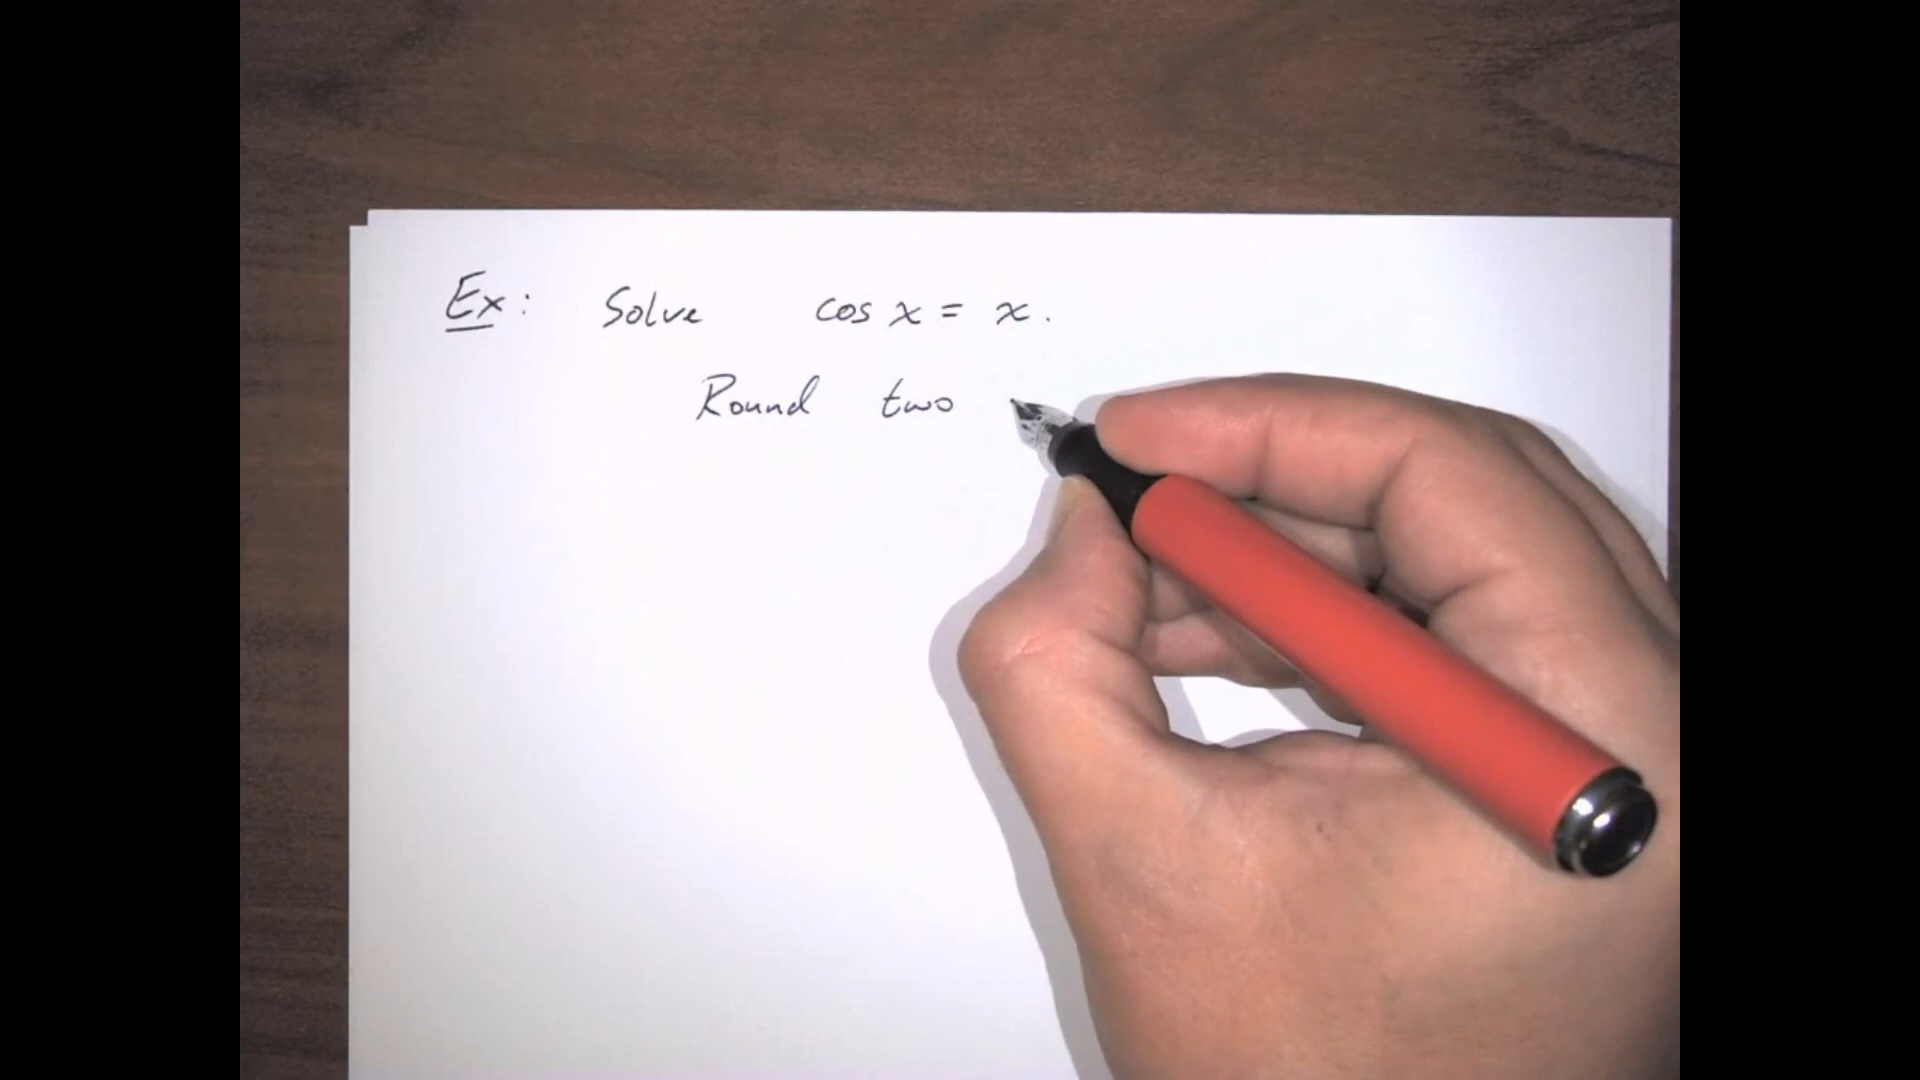 Ex: Solve cos x = x.
Round two